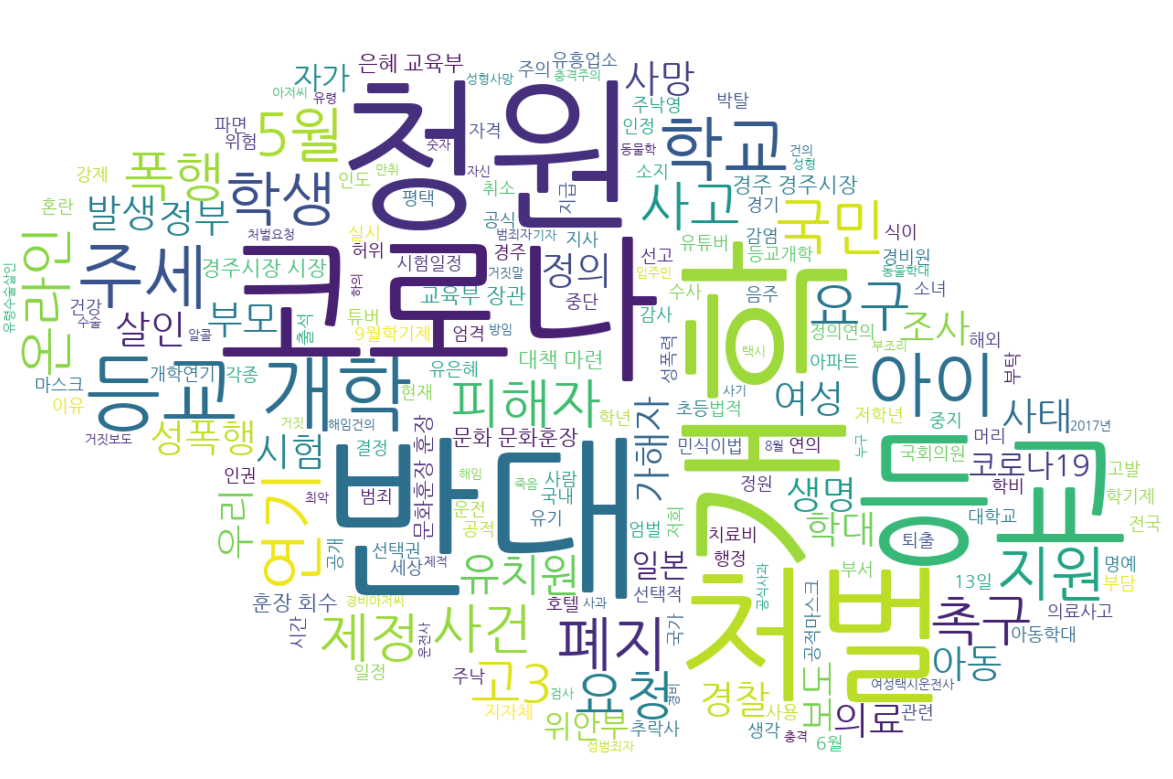 은혜 교육부
주의
유흥업소
충격주의
성형사망
자가
아저씨
유령
사망
박탈
주낙영
인정
청원
5월
파면
위험
자격
숫자
동물학
학교
건의
성형
폭행
강제
학생
인도
만취
평택
자신
취소
지급
소지
사고
경주 경주시장
경기
국민
식이
혼란
발생
정부
처벌요청
실시
허위
공식
범죄자기자
지사
선고
유튜버
감염
등교개학
경비원
동물학대
온라인
유령수술살인
주세
경주시장 시장
코로나
경주
시험일정
거짓말
정의
중단
입주민
개학
음주
요구
소녀
건강
수술
살인
알콜
부모
출석
튜버
9월학기제
하의
교육부 장관
엄격
방임
수사
감사
정의연의
조사
해외
마스크
이유
등교 개학
개학연기
각종
유은혜
현재
대책 마련
성폭력
택시
사기
아파트
부조리
부탁
아이
거짓보도
거짓
해임건의
성폭행
시험
결정
피해자
학년
가해자
초등
법적
여성
저학년
중지
사태
2017년
문화 문화훈장
문화훈장 훈장
민식이법
8월
연의
누구
국회의원
머리
코로나19
고발
인권
최악
범죄
반대
해임
죽음
사람
국내
정원
생명
학비
학기제
우리
연기
공개
선택권
세상
제적
운전
공적
유기
엄벌
자회
치료비
행정
학대
대학교
전국
등교
훈장 회수
경비아저씨
유치원
호텔
사과
일본
선택적
처벌
공식사과
공적마스크
부서
퇴출
13일
지원
명예
부담
시간
제정
운전사
사건
폐지
국가
촉구
의료사고
아동학대
일정
주낙
고3
지자체
검사
요청
경비
경찰
사용
보도
여성택시운전사
아동
위안부
성범죄자
추락사
생각
충격
6월
의료
관련